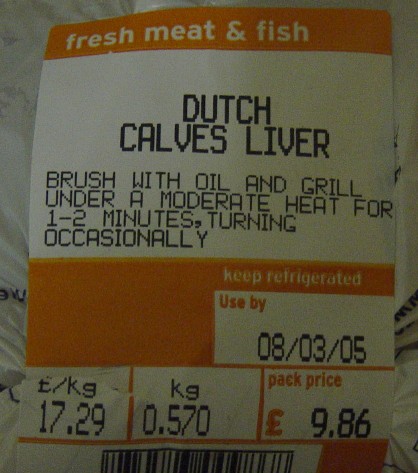 fresh meat & fish
DUTCH
CALVES LIVER
BRUSH WITH OIL AND GRILL
UNDER A MODERATE HEAT FOR
1-2 MINUTES,TURNING
OCCASIONALLY
keep refrigerated
Use by
08/03/05
£/kg kg pack price
17.29 0.570 £ 9.86